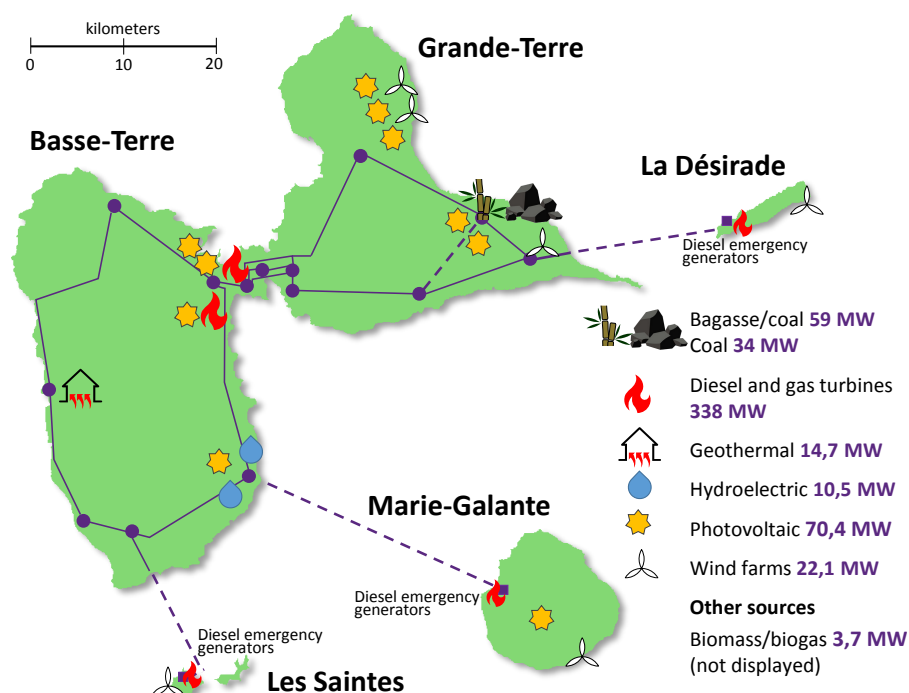 kilometers
0 10 20
Grande-Terre
Basse-Terre
La Désirade
Diesel emergency
generators
Bagasse/coal 59 MW
Coal 34 MW
Diesel and gas turbines
338 MW
Geothermal 14,7 MW
Hydroelectric 10,5 MW
Photovoltaic 70,4 MW
Wind farms 22,1 MW
Other sources
Biomass/biogas 3,7 MW
(not displayed)
Marie-Galante
Diesel emergency
generators
Diesel emergency
generators
Les Saintes